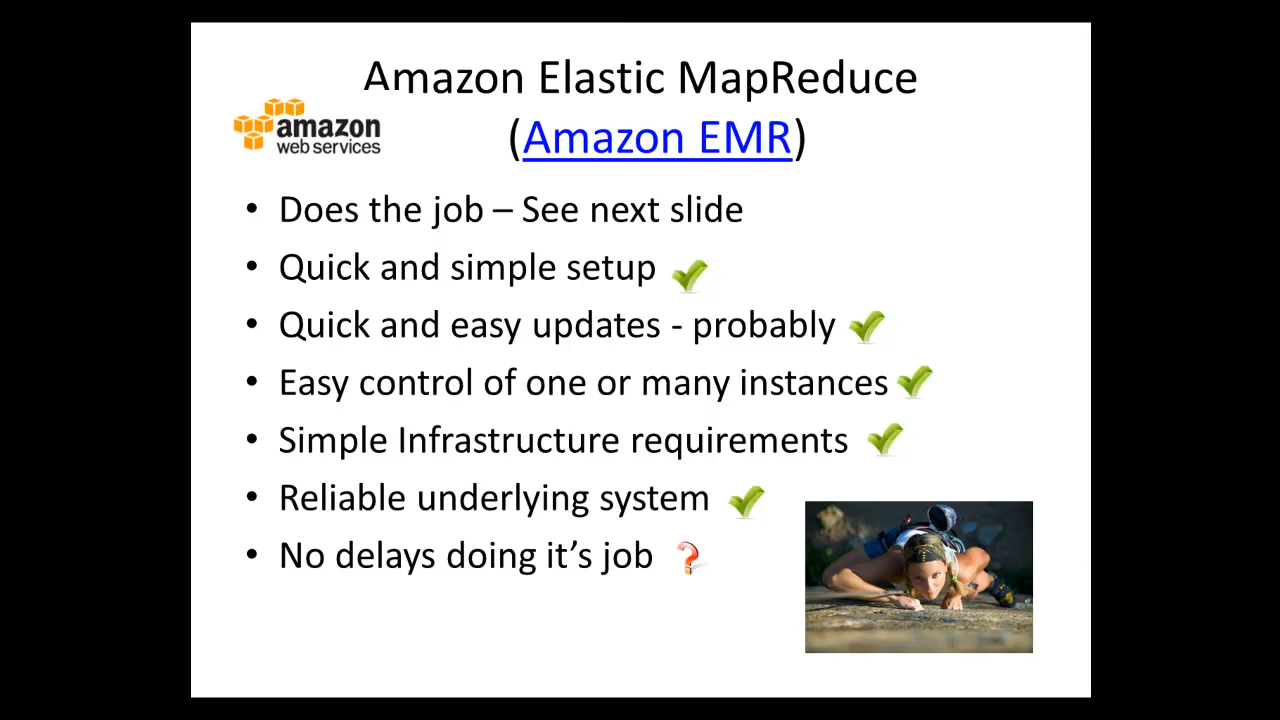 Amazon Elastic MapReduce
(Amazon EMR)
amazon
web services
• Does the job – See next slide
• Quick and simple setup
• Quick and easy updates - probably
• Easy control of one or many instances
• Simple Infrastructure requirements
• Reliable underlying system
• No delays doing it’s job ?